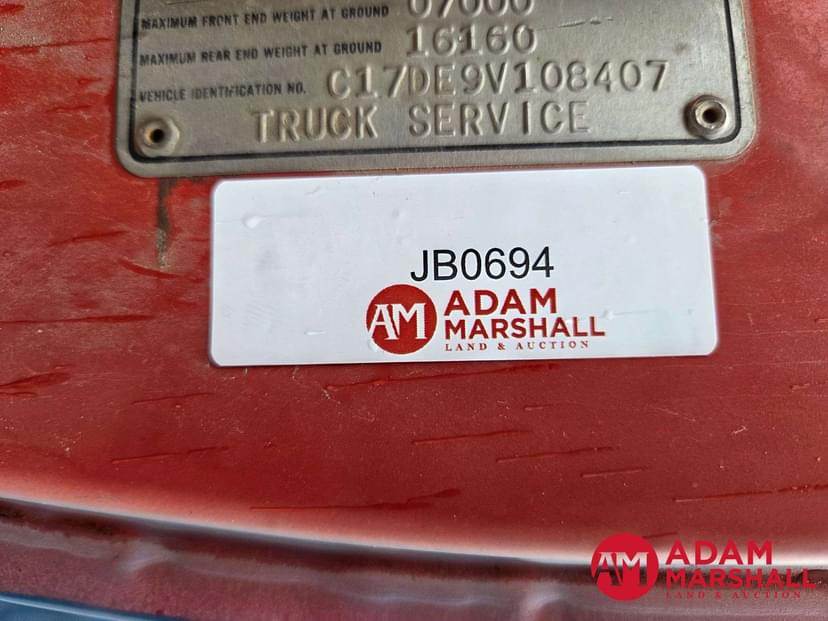 MAXIMUM FRONT END WEIGHT AT GROUND 07000
MAXIMUM REAR END WEIGHT AT GROUND 16160
VEHICLE IDENTIFICATION NO. C17DE9V108407
TRUCK SERVICE
JB0694
AM ADAM
MARSHALL
LAND & AUCTION
AM ADAM
MARSHALL
LAND & AUCTION